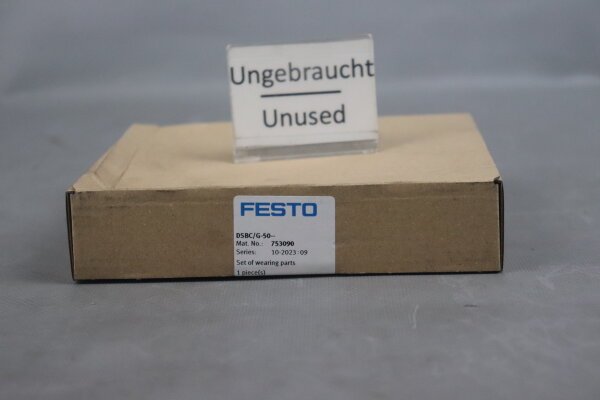 Ungebraucht
Unused
FESTO
DSBC/G-50--
Mat. No.: 753090
Series: 10-2023-09
Set of wearing parts
1 piece(s)